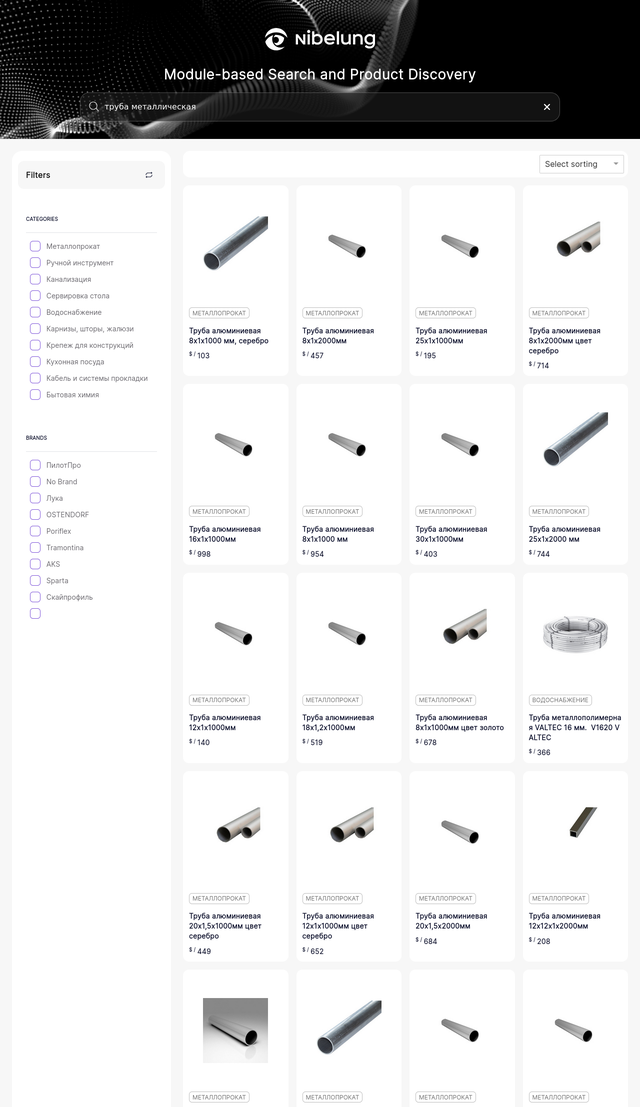 Nibelung
Module-based Search and Product Discovery
труба металлическая
Filters
CATEGORIES
Металлопрокат
Ручной инструмент
Канализация
Сервировка стола
Водоснабжение
Карнизы, шторы, жалюзи
Крепеж для конструкций
Кухонная посуда
Кабель и системы прокладки
Бытовая химия
BRANDS
ПилотПро
No Brand
Лука
OSTENDORF
Poriflex
Tramontina
AKS
Sparta
Скайпрофиль
Select sorting
МЕТАЛЛОПРОКАТ
Труба алюминиевая
8х1х1000 мм, серебро
$ / 103
МЕТАЛЛОПРОКАТ
Труба алюминиевая
8х1х2000мм
$ / 457
МЕТАЛЛОПРОКАТ
Труба алюминиевая
25х1х1000мм
$ / 195
МЕТАЛЛОПРОКАТ
Труба алюминиевая
8х1х2000мм цвет
серебро
$ / 714
МЕТАЛЛОПРОКАТ
Труба алюминиевая
16х1х1000мм
$ / 998
МЕТАЛЛОПРОКАТ
Труба алюминиевая
8х1х1000 мм
$ / 954
МЕТАЛЛОПРОКАТ
Труба алюминиевая
30х1х1000мм
$ / 403
МЕТАЛЛОПРОКАТ
Труба алюминиевая
25х1х2000 мм
$ / 744
МЕТАЛЛОПРОКАТ
Труба алюминиевая
12х1х1000мм
$ / 140
МЕТАЛЛОПРОКАТ
Труба алюминиевая
18х1,2х1000мм
$ / 519
МЕТАЛЛОПРОКАТ
Труба алюминиевая
8х1х1000мм цвет золото
$ / 678
ВОДОСНАБЖЕНИЕ
Труба металлополимерна
я VALTEC 16 мм. V1620 V
ALTEC
$ / 366
МЕТАЛЛОПРОКАТ
Труба алюминиевая
20х1,5х1000мм цвет
серебро
$ / 449
МЕТАЛЛОПРОКАТ
Труба алюминиевая
12х1х1000мм цвет
серебро
$ / 652
МЕТАЛЛОПРОКАТ
Труба алюминиевая
20х1,5х2000мм
$ / 684
МЕТАЛЛОПРОКАТ
Труба алюминиевая
12х12х1х2000мм
$ / 208
МЕТАЛЛОПРОКАТ
МЕТАЛЛОПРОКАТ
МЕТАЛЛОПРОКАТ
МЕТАЛЛОПРОКАТ